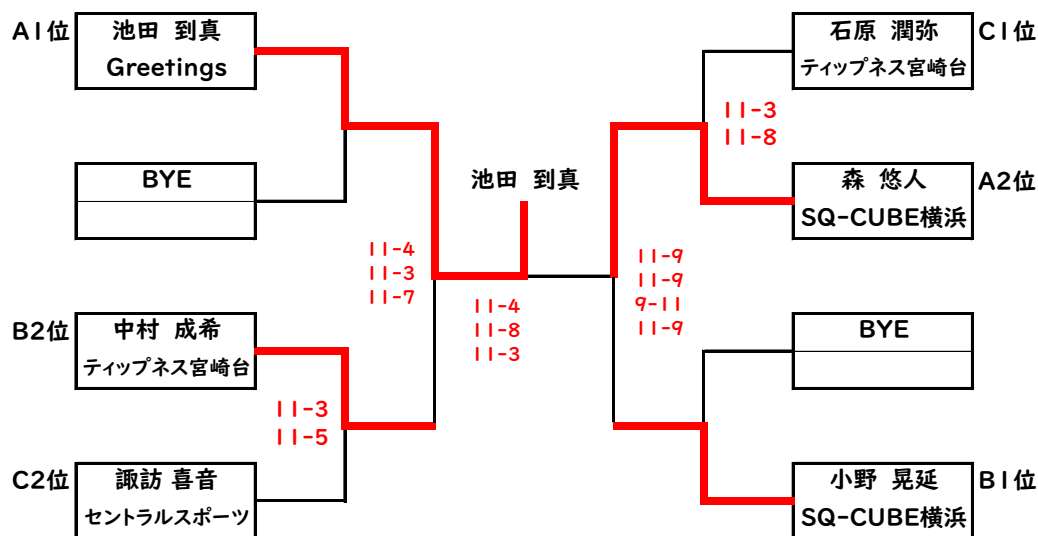 A1位
池田 到真
Greetings
BYE
B2位
中村 成希
ティップネス宮崎台
C2位
諏訪 喜音
セントラルスポーツ
11-3
11-5
11-4
11-3
11-7
池田 到真
11-4
11-8
11-3
11-9
11-9
9-11
11-9
11-3
11-8
石原 潤弥
ティップネス宮崎台
C1位
森 悠人
SQ-CUBE横浜
A2位
BYE
小野 晃延
SQ-CUBE横浜
B1位